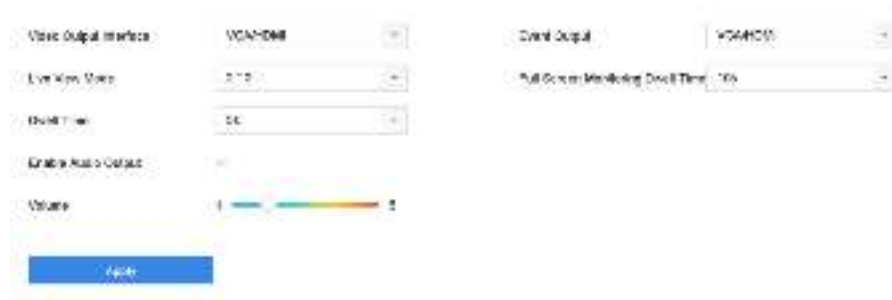 Video Output Interface VGA/HDMI Event Output VGA/HDMI
Live View Mode Full Screen Monitoring Dwell Time 10s
Dwell Time
Enable Audio Output
Volume
Apply